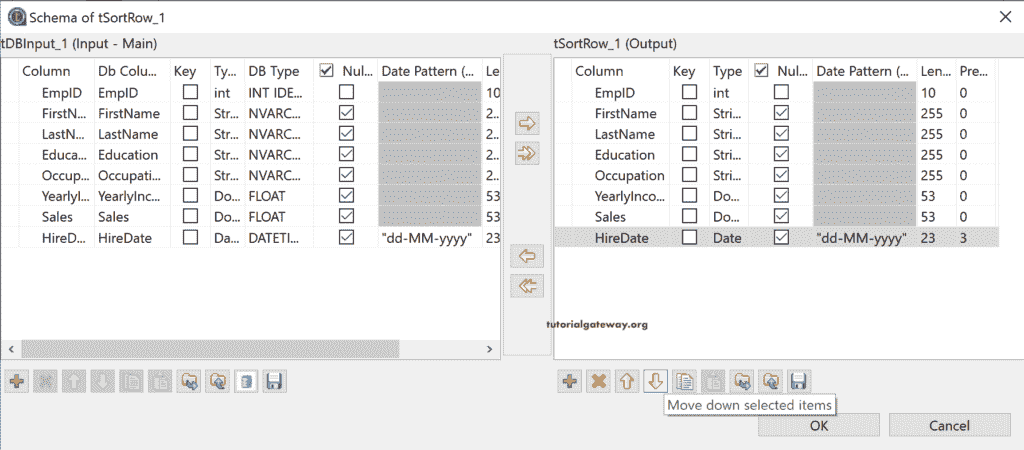 Schema of tSortRow_1
tDBInput_1 (Input - Main)
Column Db Colu... Key Ty... DB Type Nul... Date Pattern (... Le
EmpID EmpID int INT IDE... 10
FirstN... FirstName Str... NVARC... 2...
LastN... LastName Str... NVARC... 2...
Educa... Education Str... NVARC... 2...
Occup... Occupati... Str... NVARC... 2...
YearlyI... YearlyInc... Do... FLOAT 53
Sales Sales Do... FLOAT 53
HireD... HireDate Da... DATETI... "dd-MM-yyyy" 23
tSortRow_1 (Output)
Column Key Type Nul... Date Pattern (... Len... Pre...
EmpID int 10 0
FirstName Stri... 255 0
LastName Stri... 255 0
Education Stri... 255 0
Occupation Stri... 255 0
YearlyInco... Do... 53 0
Sales Do... 53 0
HireDate Date "dd-MM-yyyy" 23 3
tutorialgateway.org
Move down selected items
OK Cancel